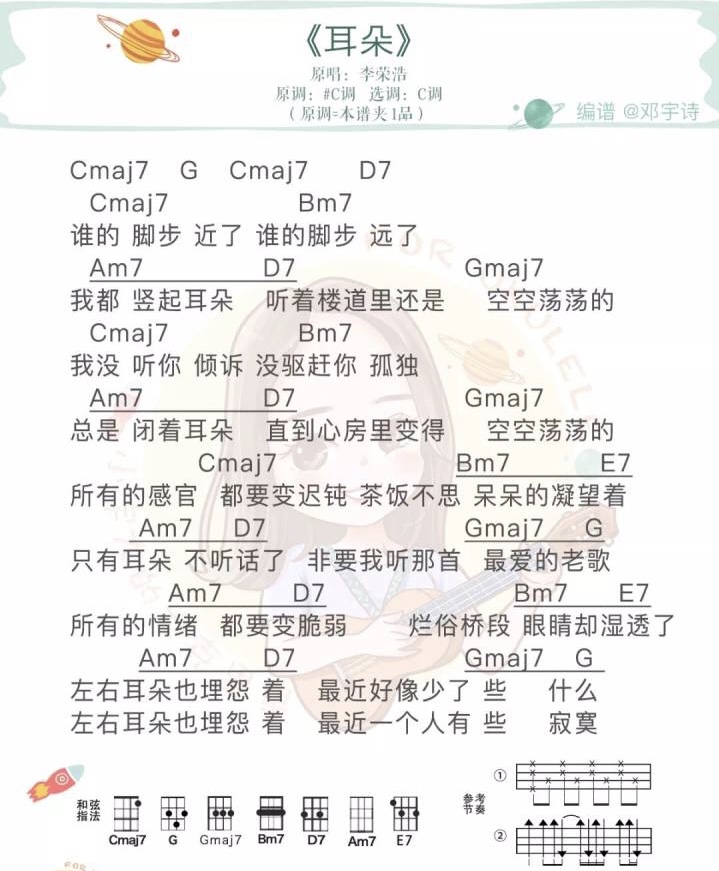 《耳朵》
原唱：李荣浩
原调：#C调 选调：C调
（原调=本谱夹1品）
编谱 @邓宇诗
Cmaj7 G Cmaj7 D7
Cmaj7 Bm7
谁的 脚步 近了 谁的脚步 远了
Am7 D7 Gmaj7
我都 竖起耳朵 听着楼道里还是 空空荡荡的
Cmaj7 Bm7
我没 听你 倾诉 没驱赶你 孤独
Am7 D7 Gmaj7
总是 闭着耳朵 直到心房里变得 空空荡荡的
Cmaj7 Bm7 E7
所有的感官 都要变迟钝 茶饭不思 呆呆的凝望着
Am7 D7 Gmaj7 G
只有耳朵 不听话了 非要我听那首 最爱的老歌
Am7 D7 Bm7 E7
所有的情绪 都要变脆弱 烂俗桥段 眼睛却湿透了
Am7 D7 Gmaj7 G
左右耳朵也埋怨 着 最近好像少了 些 什么
左右耳朵也埋怨 着 最近一个人有 些 寂寞
和弦
指法
Cmaj7 G Gmaj7 Bm7 D7 Am7 E7
参考
节奏
①
②